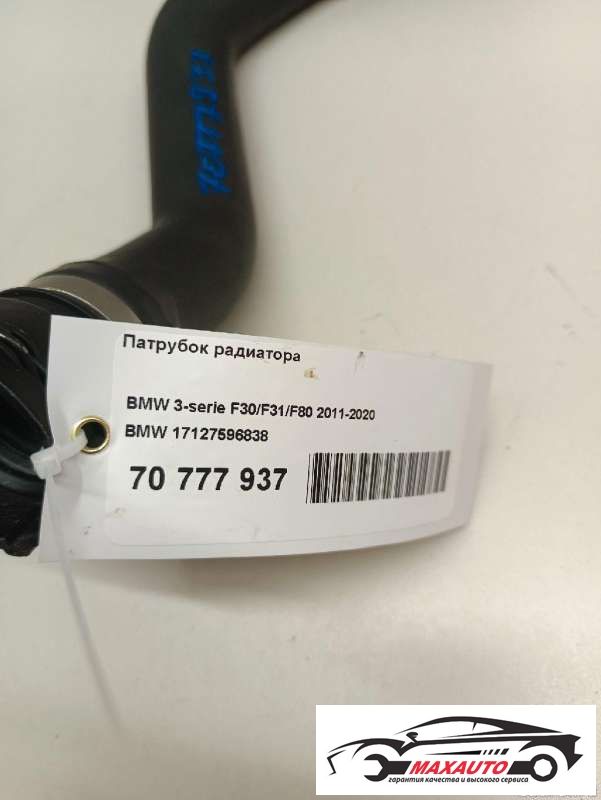 Патрубок радиатора
BMW 3-serie F30/F31/F80 2011-2020
BMW 17127596838
70 777 937
MAXAUTO
гарантия качества и высокого сервиса